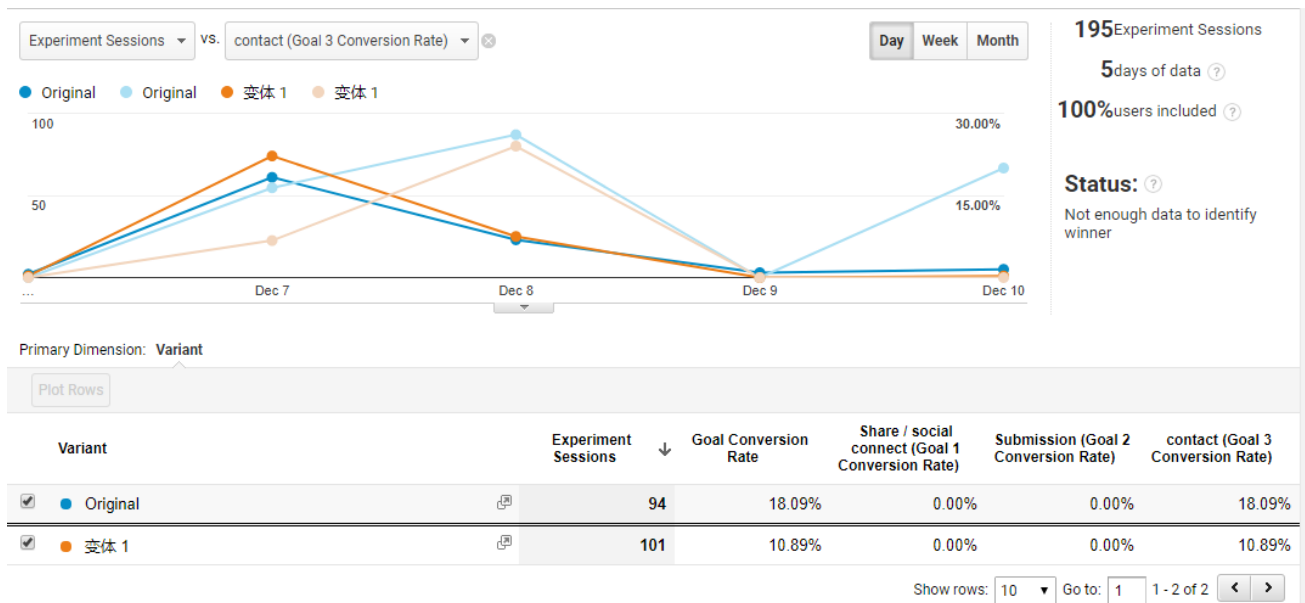 Experiment Sessions vs. contact (Goal 3 Conversion Rate)
Day Week Month
195 Experiment Sessions
5 days of data
100% users included
Status:
Not enough data to identify
winner
Original Original 变体 1 变体 1
100 30.00%
50 15.00%
... Dec 7 Dec 8 Dec 9 Dec 10
Primary Dimension: Variant
Plot Rows
Variant Experiment Sessions Goal Conversion Rate Share / social connect (Goal 1 Conversion Rate) Submission (Goal 2 Conversion Rate) contact (Goal 3 Conversion Rate)
Original 94 18.09% 0.00% 0.00% 18.09%
变体 1 101 10.89% 0.00% 0.00% 10.89%
Show rows: 10 Go to: 1 1 - 2 of 2